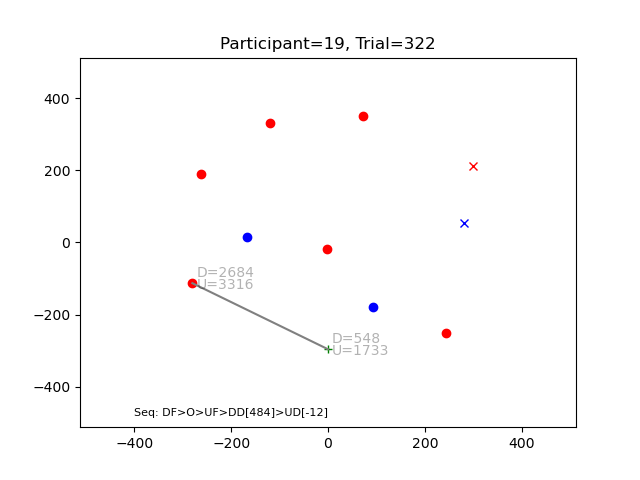 Participant=19, Trial=322
400
200
0
−200
−400
D=2684
U=3316
D=548
U=1733
Seq: DF>O>UF>DD[484]>UD[-12]
−400 −200 0 200 400